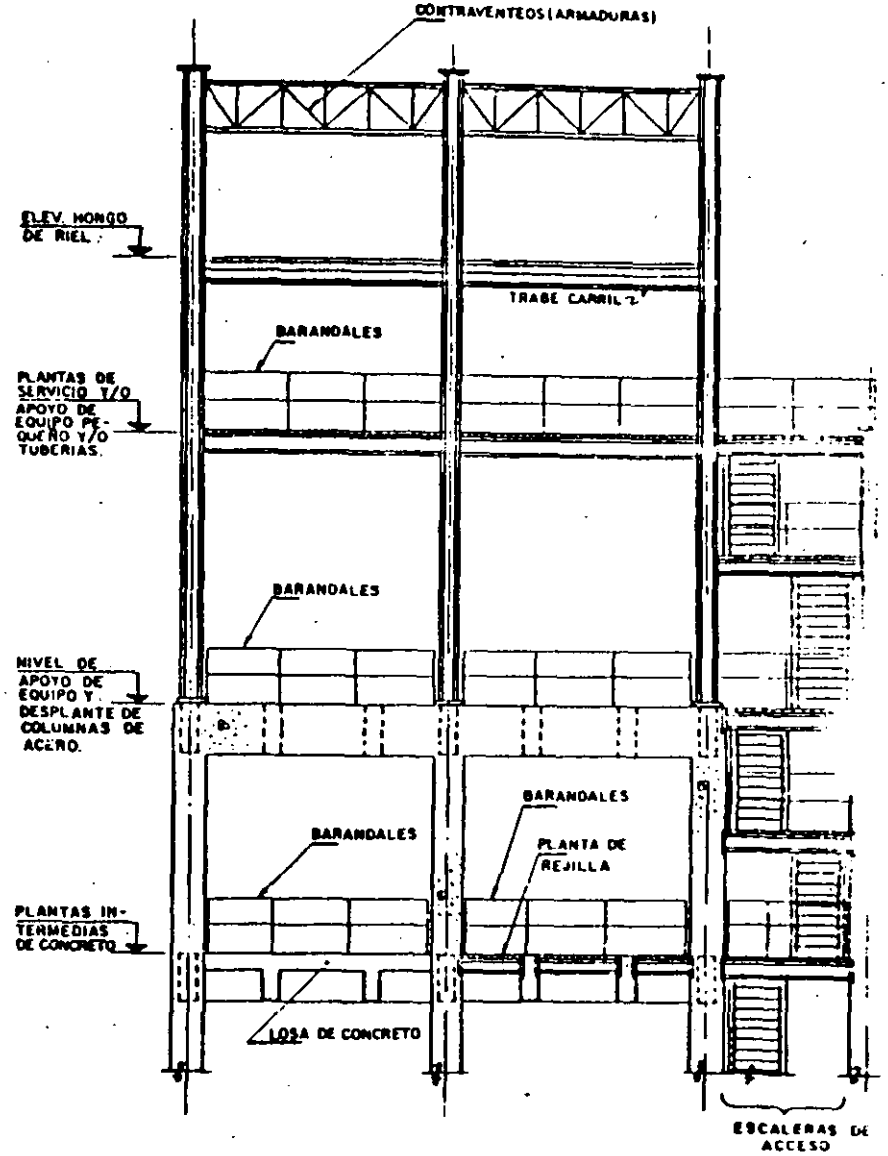 CONTRAVENTEOS (ARMADURAS)
ELEV. HONGO
DE RIEL.
TRABE CARRIL
BARANDALES
PLANTAS DE
SERVICIO Y/O
APOYO DE
EQUIPO PE-
QUEÑO Y/O
TUBERIAS.
BARANDALES
NIVEL DE
APOYO DE
EQUIPO Y
DESPLANTE DE
COLUMNAS DE
ACERO.
BARANDALES
BARANDALES
PLANTA DE
REJILLA
PLANTAS IN-
TERMEDIAS
DE CONCRETO
LOSA DE CONCRETO
ESCALERAS DE
ACCESO